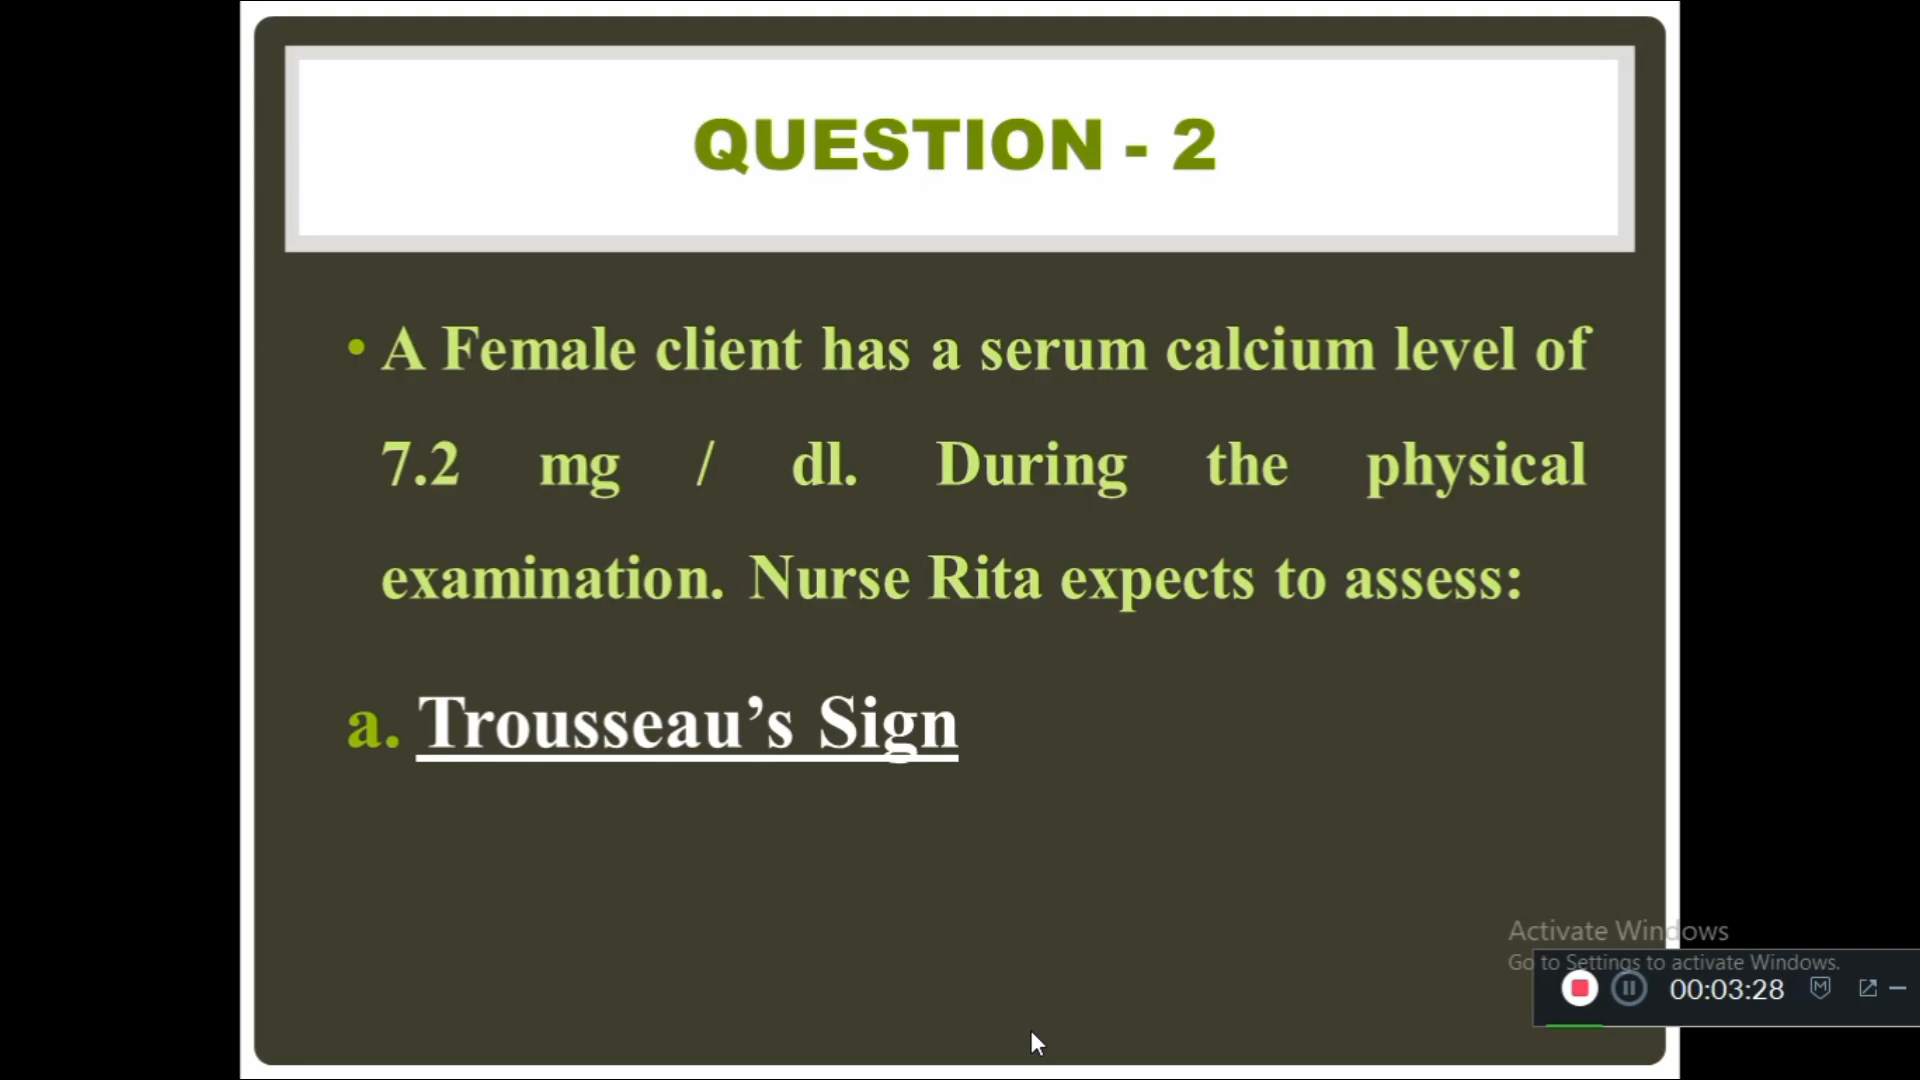 QUESTION - 2
• A Female client has a serum calcium level of
7.2 mg / dl. During the physical
examination. Nurse Rita expects to assess:
a. Trousseau’s Sign
Activate Windows
Go to Settings to activate Windows.
00:03:28